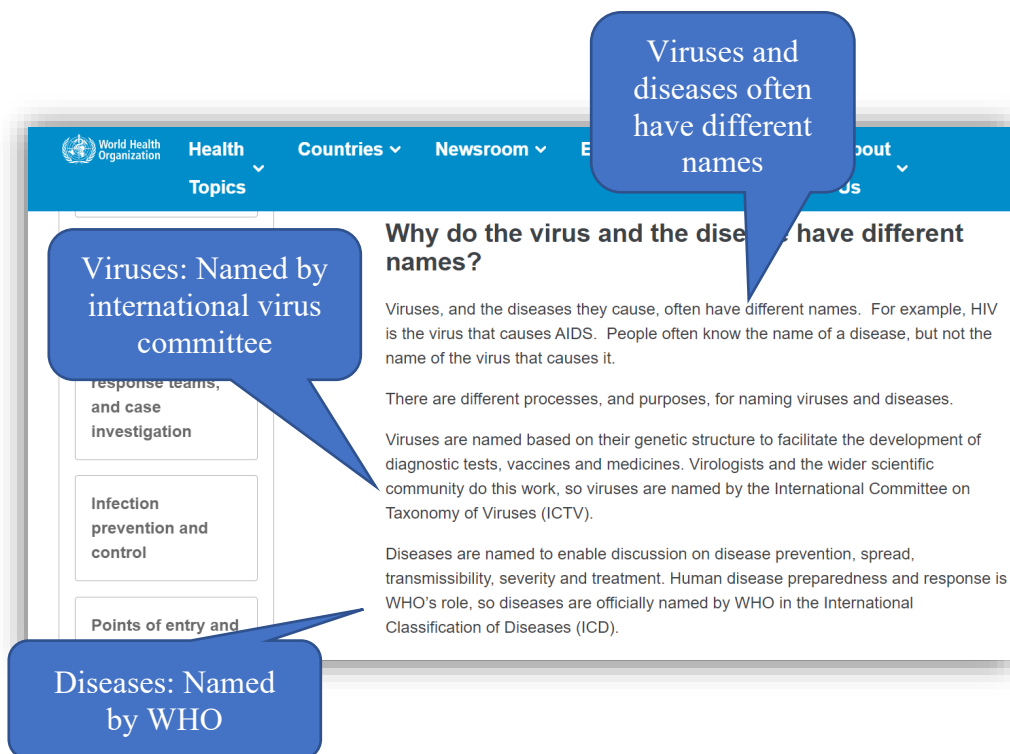 Viruses and
diseases often
have different
names
World Health
Organization
Health
Topics
Countries
Newsroom
E
bout
Us
Why do the virus and the dise have different
names?
Viruses: Named by
international virus
committee
Viruses, and the diseases they cause, often have different names. For example, HIV
is the virus that causes AIDS. People often know the name of a disease, but not the
name of the virus that causes it.
There are different processes, and purposes, for naming viruses and diseases.
Viruses are named based on their genetic structure to facilitate the development of
diagnostic tests, vaccines and medicines. Virologists and the wider scientific
community do this work, so viruses are named by the International Committee on
Taxonomy of Viruses (ICTV).
Diseases are named to enable discussion on disease prevention, spread,
transmissibility, severity and treatment. Human disease preparedness and response is
WHO's role, so diseases are officially named by WHO in the International
Classification of Diseases (ICD).
response teams,
and case
investigation
Infection
prevention and
control
Points of entry and
Diseases: Named
by WHO